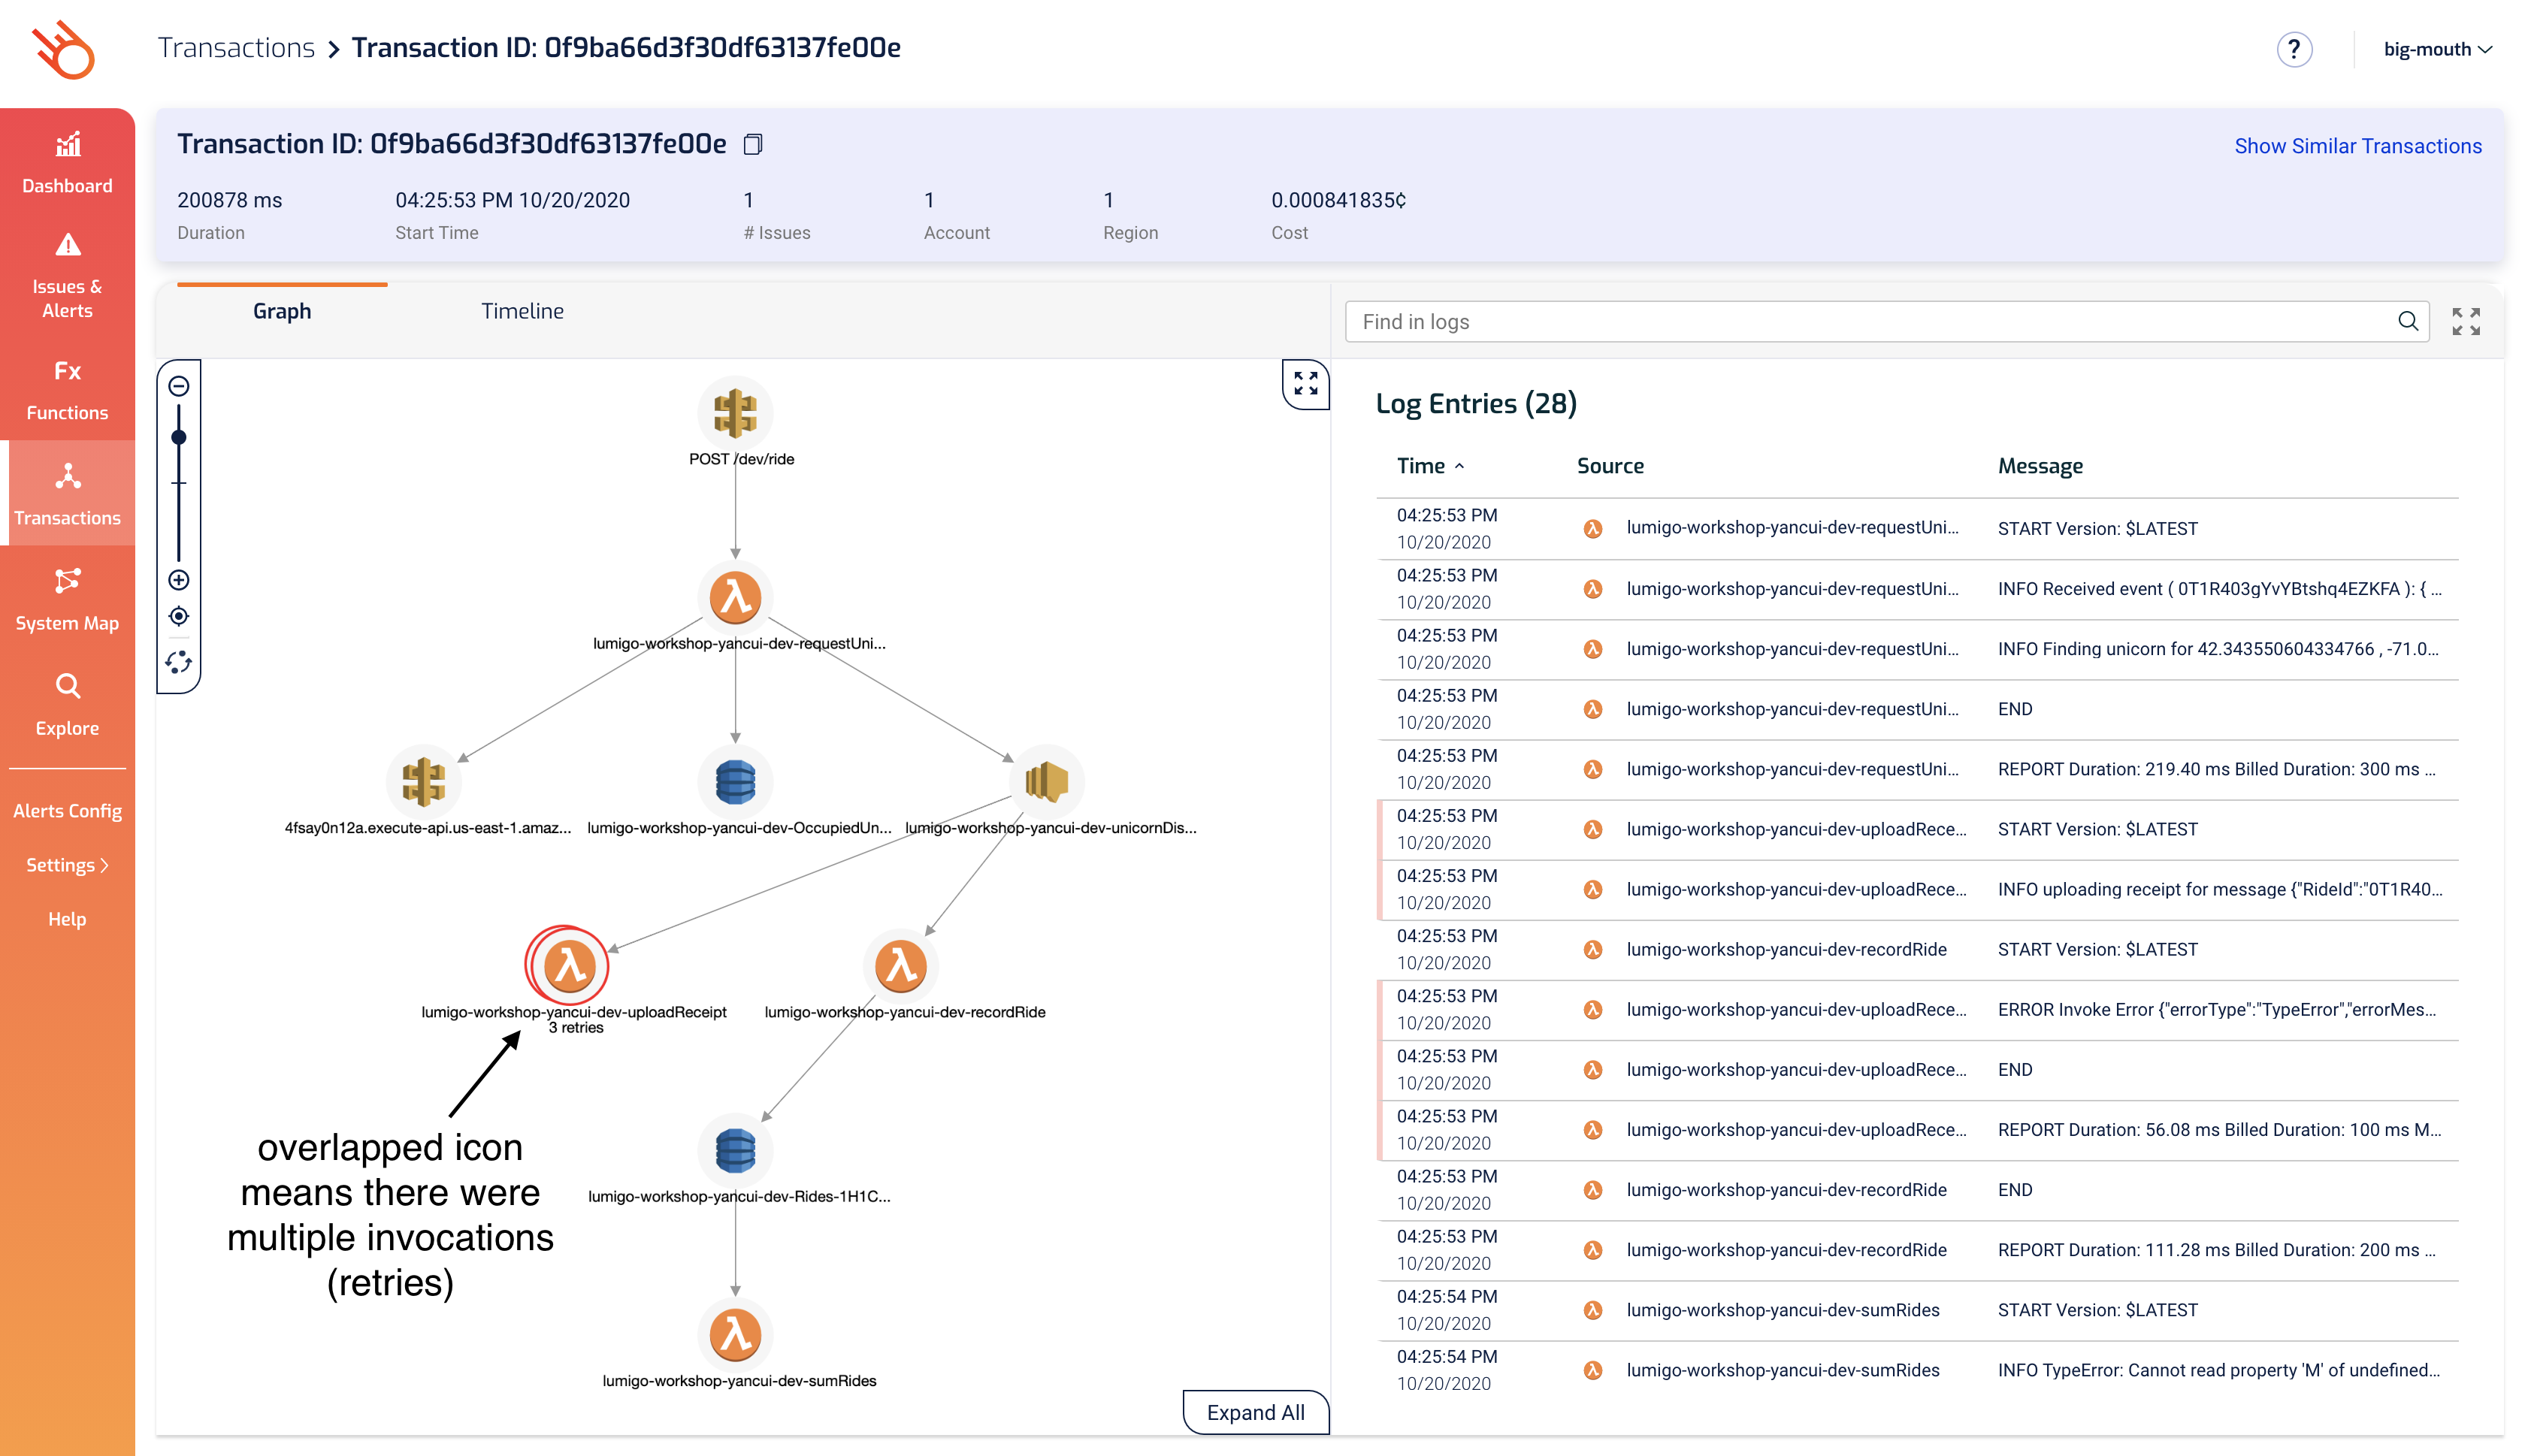 Transactions > Transaction ID: 0f9ba66d3f30df63137fe00e
?
big-mouth
Dashboard
Issues &
Alerts
Fx
Functions
Transactions
System Map
Explore
Alerts Config
Settings >
Help
Transaction ID: 0f9ba66d3f30df63137fe00e
Show Similar Transactions
200878 ms
Duration
04:25:53 PM 10/20/2020
Start Time
1
# Issues
1
Account
1
Region
0.000841835¢
Cost
Graph
Timeline
POST /dev/ride
lumigo-workshop-yancui-dev-requestUni...
4fsay0n12a.execute-api.us-east-1.amaz...
lumigo-workshop-yancui-dev-OccupiedUn...
lumigo-workshop-yancui-dev-unicornDis...
lumigo-workshop-yancui-dev-uploadReceipt
3 retries
lumigo-workshop-yancui-dev-recordRide
overlapped icon
means there were
multiple invocations
(retries)
lumigo-workshop-yancui-dev-Rides-1H1C...
lumigo-workshop-yancui-dev-sumRides
Expand All
Find in logs
Log Entries (28)
Time Source Message
04:25:53 PM
10/20/2020
lumigo-workshop-yancui-dev-requestUni... START Version: $LATEST
04:25:53 PM
10/20/2020
lumigo-workshop-yancui-dev-requestUni... INFO Received event ( 0T1R403gYvYBtshq4EZKFA ): { ...
04:25:53 PM
10/20/2020
lumigo-workshop-yancui-dev-requestUni... INFO Finding unicorn for 42.343550604334766 , -71.0...
04:25:53 PM
10/20/2020
lumigo-workshop-yancui-dev-requestUni... END
04:25:53 PM
10/20/2020
lumigo-workshop-yancui-dev-requestUni... REPORT Duration: 219.40 ms Billed Duration: 300 ms ...
04:25:53 PM
10/20/2020
lumigo-workshop-yancui-dev-uploadRece... START Version: $LATEST
04:25:53 PM
10/20/2020
lumigo-workshop-yancui-dev-uploadRece... INFO uploading receipt for message {"RideId":"0T1R40...
04:25:53 PM
10/20/2020
lumigo-workshop-yancui-dev-recordRide START Version: $LATEST
04:25:53 PM
10/20/2020
lumigo-workshop-yancui-dev-uploadRece... ERROR Invoke Error {"errorType":"TypeError","errorMes...
04:25:53 PM
10/20/2020
lumigo-workshop-yancui-dev-uploadRece... END
04:25:53 PM
10/20/2020
lumigo-workshop-yancui-dev-uploadRece... REPORT Duration: 56.08 ms Billed Duration: 100 ms M...
04:25:53 PM
10/20/2020
lumigo-workshop-yancui-dev-recordRide END
04:25:53 PM
10/20/2020
lumigo-workshop-yancui-dev-recordRide REPORT Duration: 111.28 ms Billed Duration: 200 ms ...
04:25:54 PM
10/20/2020
lumigo-workshop-yancui-dev-sumRides START Version: $LATEST
04:25:54 PM
10/20/2020
lumigo-workshop-yancui-dev-sumRides INFO TypeError: Cannot read property 'M' of undefined...